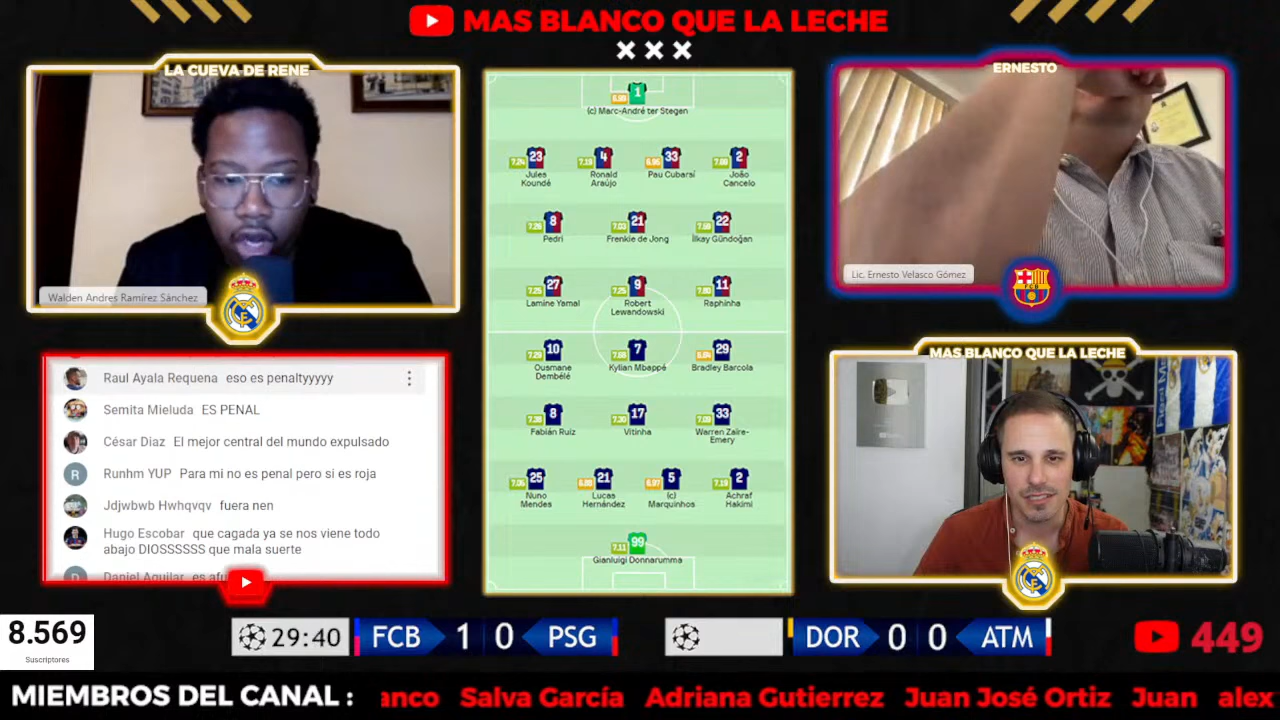 MAS BLANCO QUE LA LECHE
LA CUEVA DE RENE
Walden Andres Ramírez Sánchez
ERNESTO
Lic. Ernesto Velasco Gómez
MAS BLANCO QUE LA LECHE
6.99 1
(c) Marc-André ter Stegen
23 4 33 2
Jules Koundé
Ronald Araújo
Pau Cubarsí
João Cancelo
8 21 22
Pedri
Frenkie de Jong
İlkay Gündoğan
27 9 11
Lamine Yamal
Robert Lewandowski
Raphinha
10 7 29
Ousmane Dembélé
Kylian Mbappé
Bradley Barcola
8 17 33
Fabián Ruiz
Vitinha
Warren Zaïre-Emery
25 21 5 2
Nuno Mendes
Lucas Hernández
(c) Marquinhos
Achraf Hakimi
7.11 99
Gianluigi Donnarumma
Raul Ayala Requena eso es penaltyyyyy
Semita Mieluda ES PENAL
César Diaz El mejor central del mundo expulsado
R Runhm YUP Para mi no es penal pero si es roja
Jdjwbwb Hwhqvqv fuera nen
Hugo Escobar que cagada ya se nos viene todo
abajo DIOSSSSSS que mala suerte
Daniel Aguilar
8.569
Suscriptores
29:40 FCB 1 0 PSG
DOR 0 0 ATM
449
MIEMBROS DEL CANAL : anco Salva García Adriana Gutierrez Juan José Ortiz Juan alex